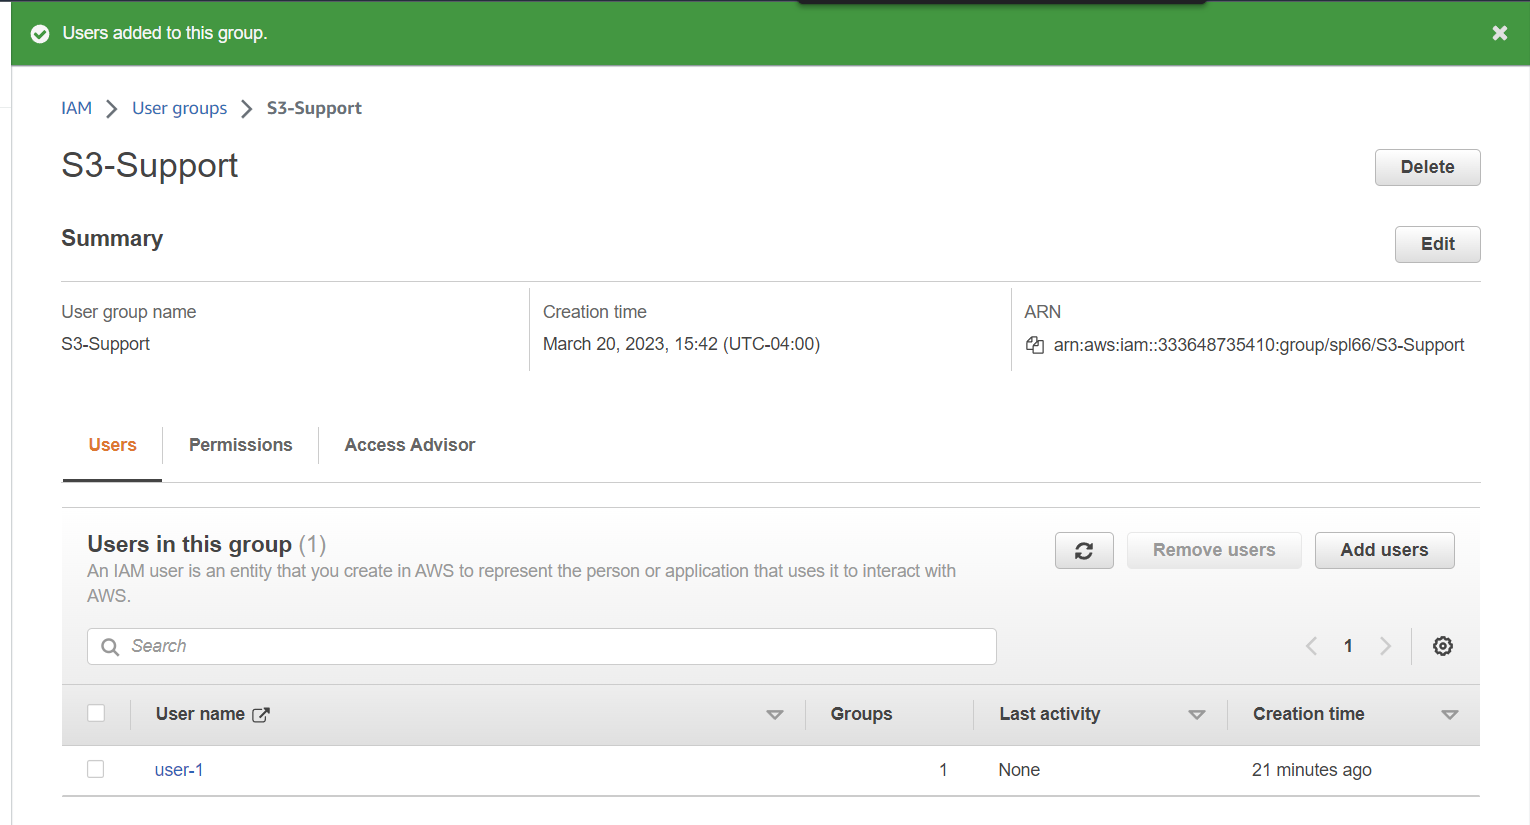 Users added to this group.
IAM User groups S3-Support
S3-Support
Delete
Summary
Edit
User group name
S3-Support
Creation time
March 20, 2023, 15:42 (UTC-04:00)
ARN
arn:aws:iam::333648735410:group/spl66/S3-Support
Users Permissions Access Advisor
Users in this group (1)
An IAM user is an entity that you create in AWS to represent the person or application that uses it to interact with
AWS.
Remove users
Add users
Search
1
User name Groups Last activity Creation time
user-1 1 None 21 minutes ago